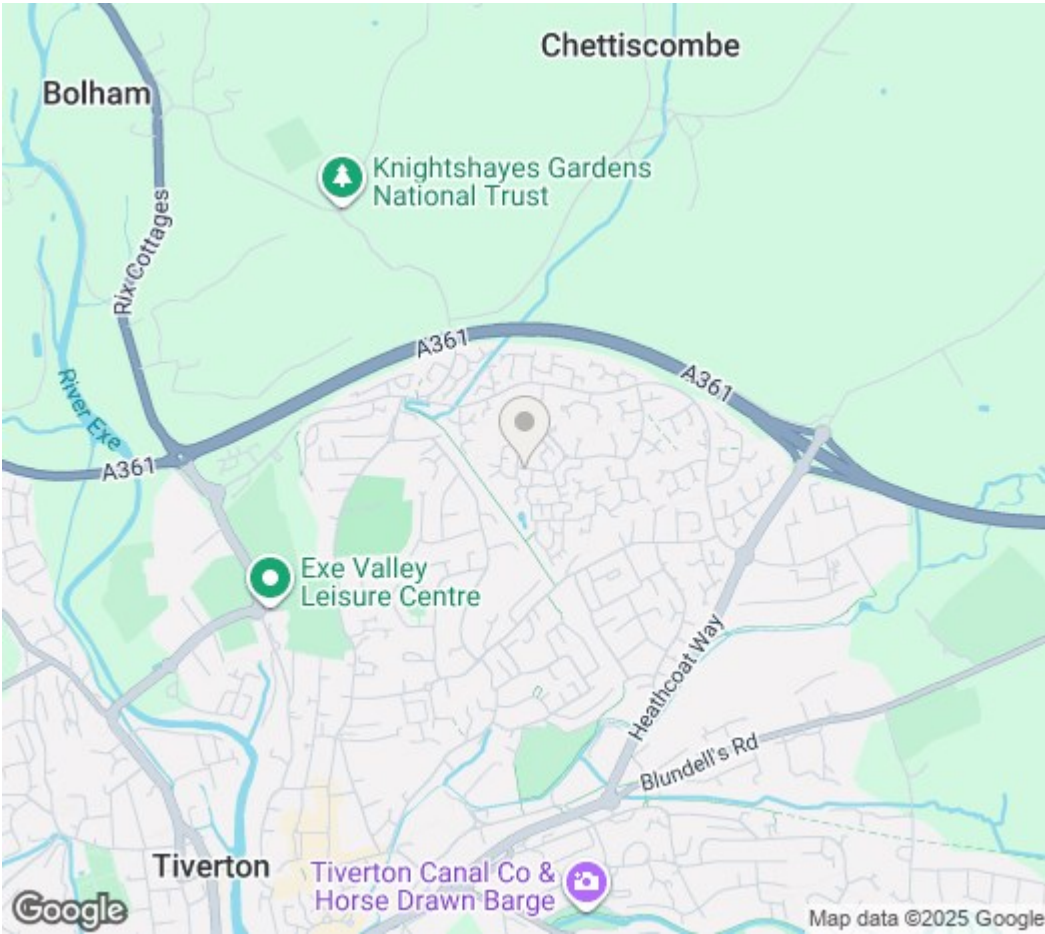 Chettiscombe
Bolham
Knightshayes Gardens
National Trust
Rix Cottages
A361
A361
River Exe
A361
Exe Valley
Leisure Centre
Heathcoat Way
Blundell's Rd
Tiverton
Tiverton Canal Co &
Horse Drawn Barge
Google
Map data ©2025 Google